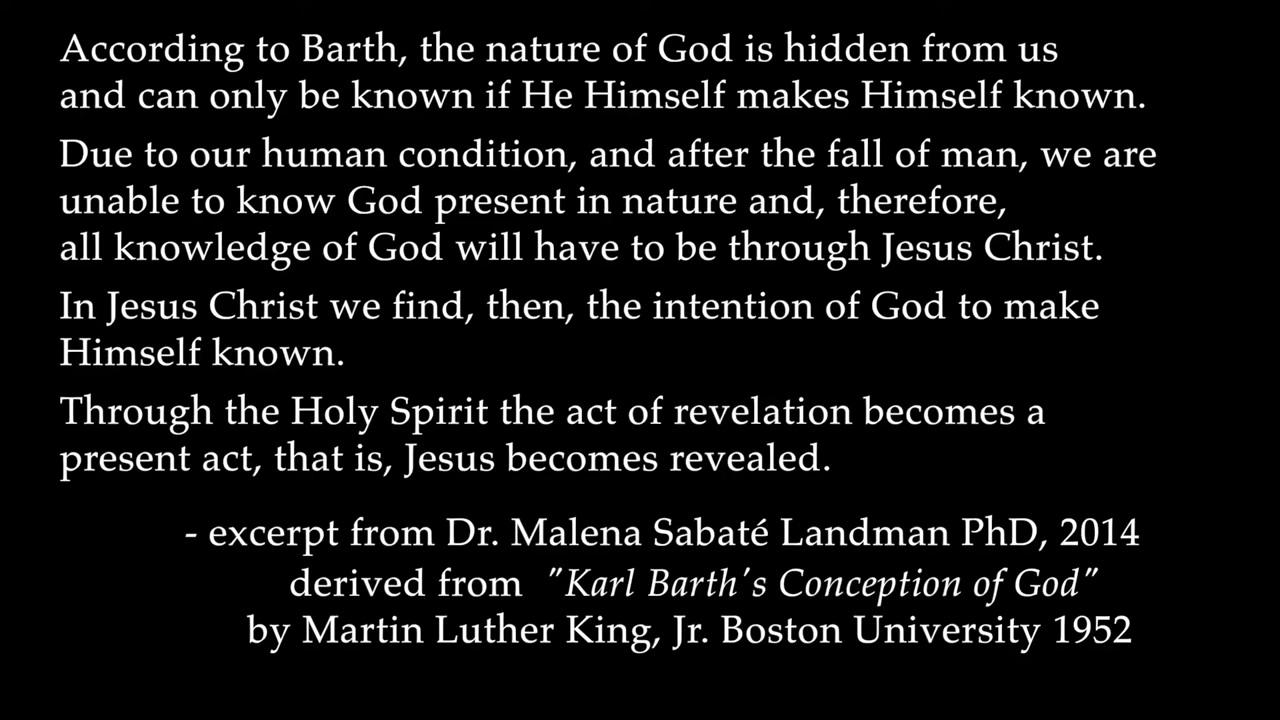 According to Barth, the nature of God is hidden from us
and can only be known if He Himself makes Himself known.
Due to our human condition, and after the fall of man, we are
unable to know God present in nature and, therefore,
all knowledge of God will have to be through Jesus Christ.
In Jesus Christ we find, then, the intention of God to make
Himself known.
Through the Holy Spirit the act of revelation becomes a
present act, that is, Jesus becomes revealed.
- excerpt from Dr. Malena Sabaté Landman PhD, 2014
derived from "Karl Barth's Conception of God"
by Martin Luther King, Jr. Boston University 1952